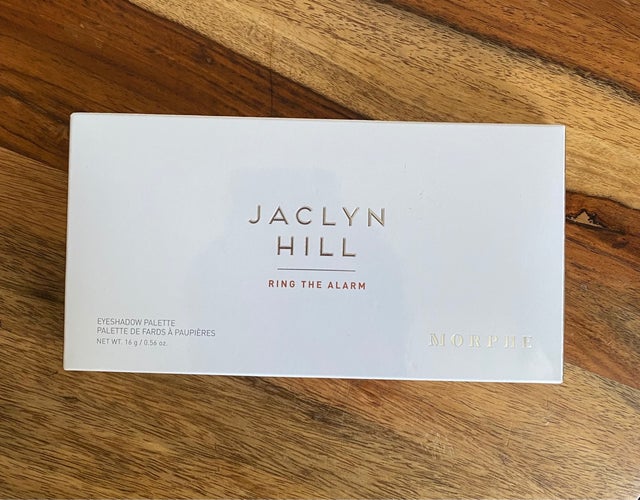 JACLYN
HILL
RING THE ALARM
EYESHADOW PALETTE
PALETTE DE FARDS À PAUPIÈRES
NET WT. 16 g / 0.56 oz.
MORPHE